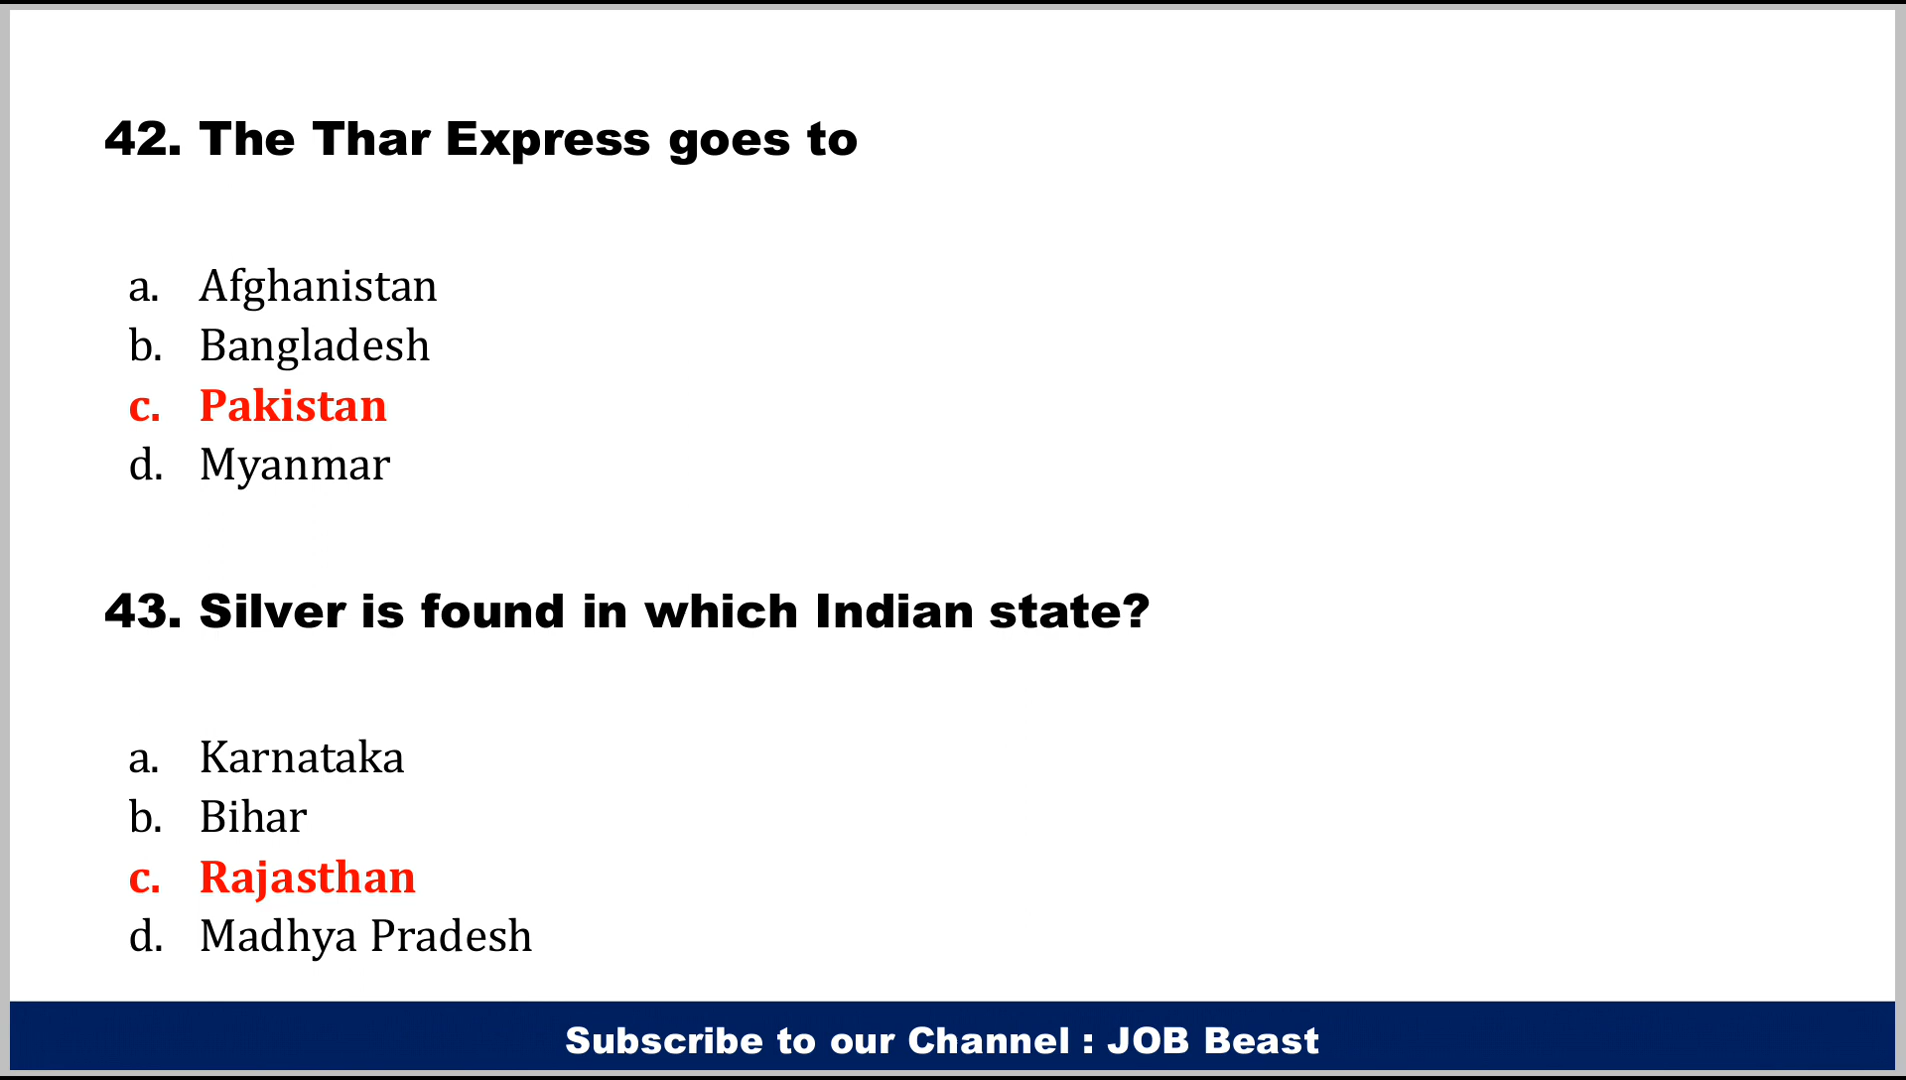 42. The Thar Express goes to
a. Afghanistan
b. Bangladesh
c. Pakistan
d. Myanmar
43. Silver is found in which Indian state?
a. Karnataka
b. Bihar
c. Rajasthan
d. Madhya Pradesh
Subscribe to our Channel : JOB Beast